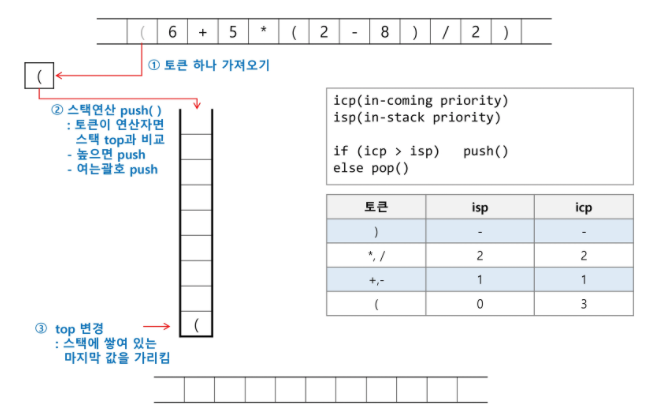 ( 6 + 5 * ( 2 - 8 ) / 2 )
① 토큰 하나 가져오기
(
② 스택연산 push( )
: 토큰이 연산자면
스택 top과 비교
- 높으면 push
- 여는괄호 push
icp(in-coming priority)
isp(in-stack priority)
if (icp > isp) push()
else pop()
토큰 isp icp
) - -
*, / 2 2
+,- 1 1
( 0 3
③ top 변경
(
: 스택에 쌓여 있는
마지막 값을 가리킴